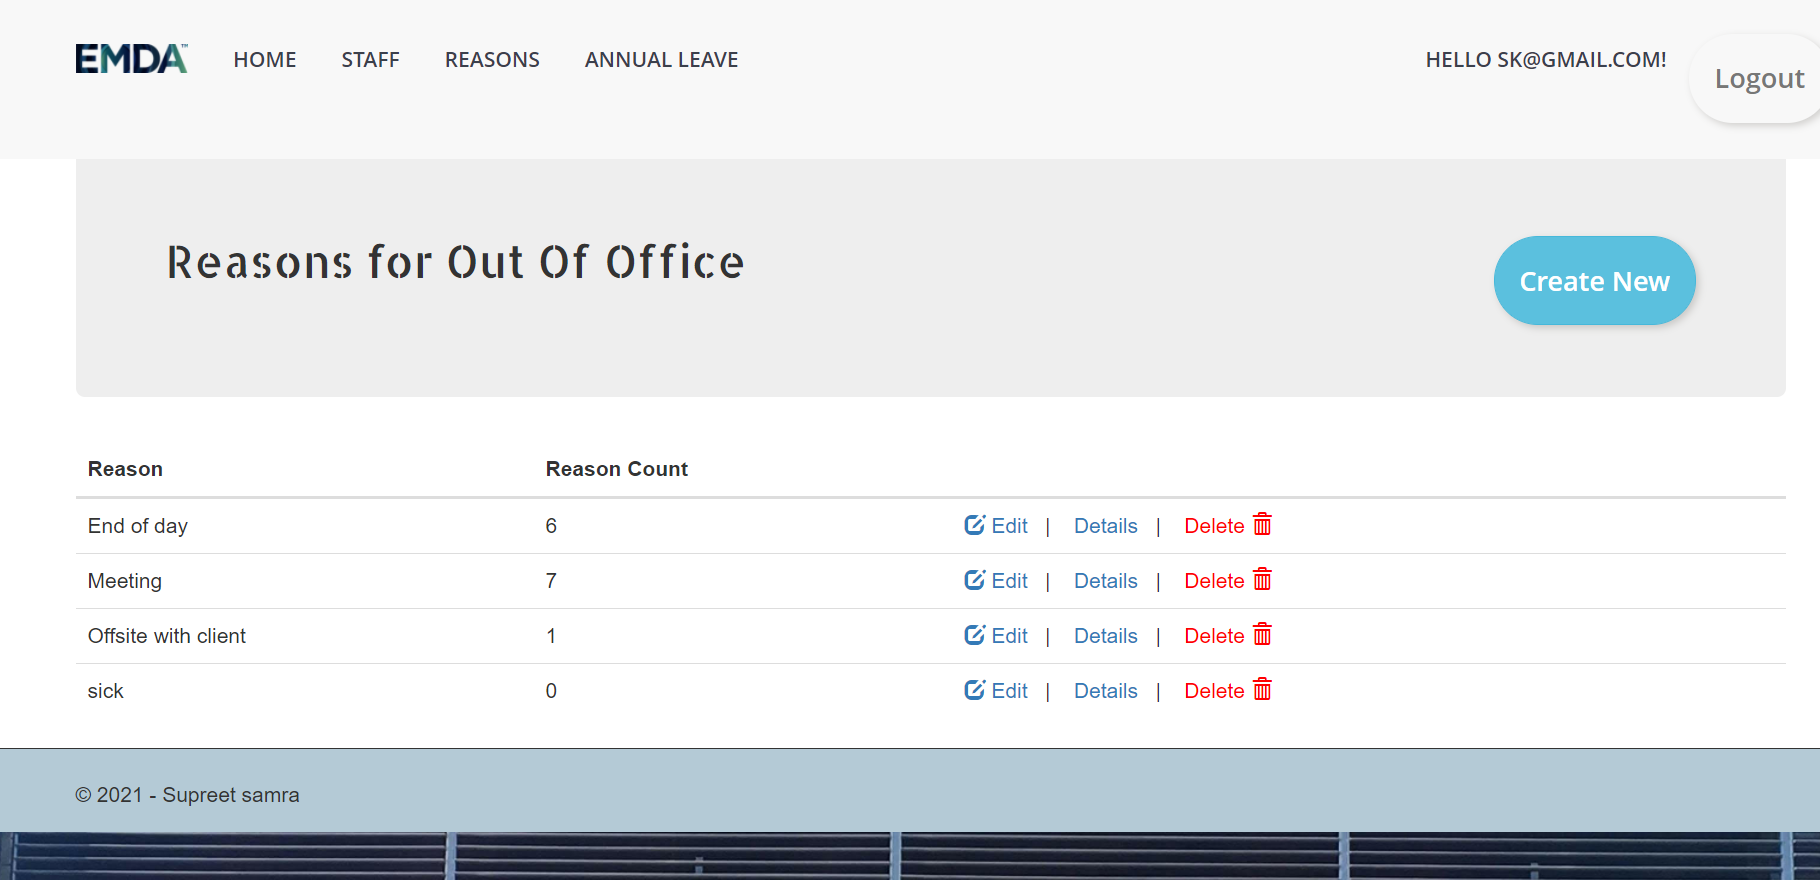 EMDA™ HOME STAFF REASONS ANNUAL LEAVE HELLO SK@GMAIL.COM! Logout
Reasons for Out Of Office Create New
Reason Reason Count
End of day 6 Edit | Details | Delete
Meeting 7 Edit | Details | Delete
Offsite with client 1 Edit | Details | Delete
sick 0 Edit | Details | Delete
© 2021 - Supreet samra